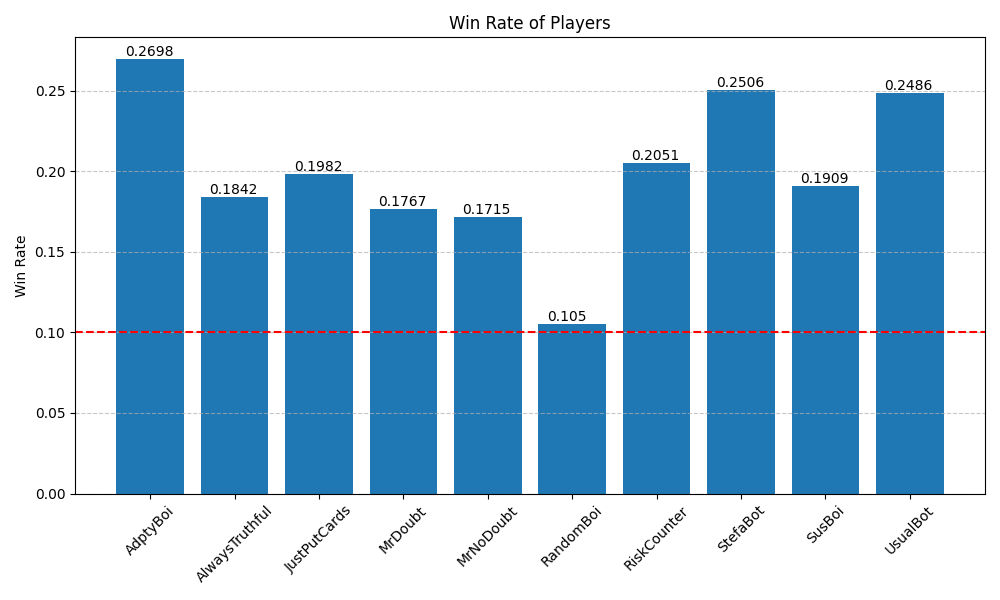 Win Rate of Players
Win Rate
0.25
0.20
0.15
0.10
0.05
0.00
0.2698
0.1842
0.1982
0.1767
0.1715
0.105
0.2051
0.2506
0.1909
0.2486
AdptyBoi
AlwaysTruthful
JustPutCards
MrDoubt
MrNoDoubt
RandomBoi
RiskCounter
StefaBot
SusBoi
UsualBot